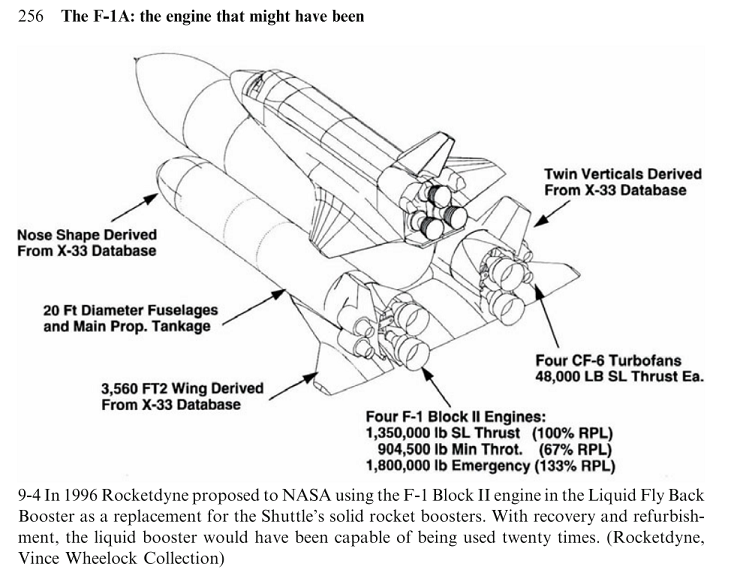 256 The F-1A: the engine that might have been
Twin Verticals Derived
From X-33 Database
Nose Shape Derived
From X-33 Database
20 Ft Diameter Fuselages
and Main Prop. Tankage
Four CF-6 Turbofans
48,000 LB SL Thrust Ea.
3,560 FT2 Wing Derived
From X-33 Database
Four F-1 Block II Engines:
1,350,000 lb SL Thrust (100% RPL)
904,500 lb Min Throt. (67% RPL)
1,800,000 lb Emergency (133% RPL)
9-4 In 1996 Rocketdyne proposed to NASA using the F-1 Block II engine in the Liquid Fly Back
Booster as a replacement for the Shuttle's solid rocket boosters. With recovery and refurbish-
ment, the liquid booster would have been capable of being used twenty times. (Rocketdyne,
Vince Wheelock Collection)